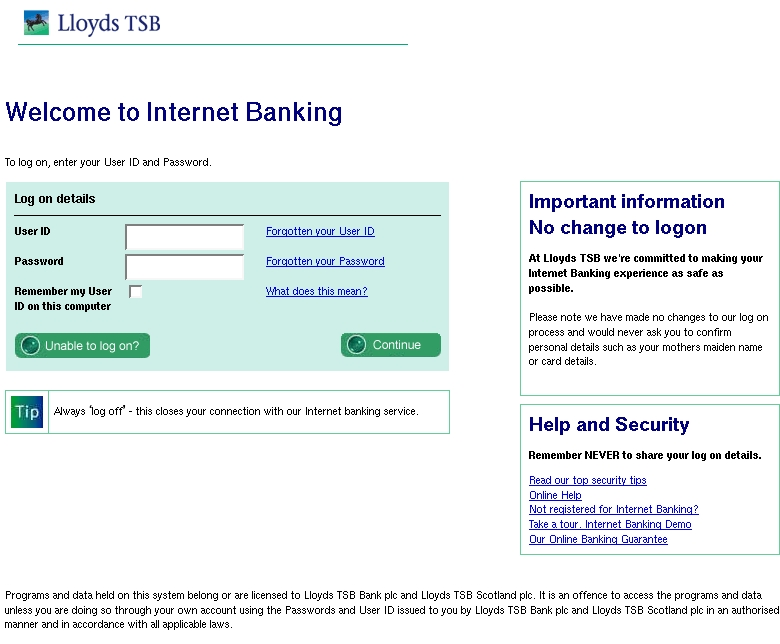 Lloyds TSB
Welcome to Internet Banking
To log on, enter your User ID and Password.
Log on details
User ID
Forgotten your User ID
Password
Forgotten your Password
Remember my User
ID on this computer
What does this mean?
Unable to log on?
Continue
Tip
Always 'log off' - this closes your connection with our Internet banking service.
Important information
No change to logon
At Lloyds TSB we're committed to making your
Internet Banking experience as safe as
possible.
Please note we have made no changes to our log on
process and would never ask you to confirm
personal details such as your mothers maiden name
or card details.
Help and Security
Remember NEVER to share your log on details.
Read our top security tips
Online Help
Not registered for Internet Banking?
Take a tour. Internet Banking Demo
Our Online Banking Guarantee
Programs and data held on this system belong or are licensed to Lloyds TSB Bank plc and Lloyds TSB Scotland plc. It is an offence to access the programs and data
unless you are doing so through your own account using the Passwords and User ID issued to you by Lloyds TSB Bank plc and Lloyds TSB Scotland plc in an authorised
manner and in accordance with all applicable laws.